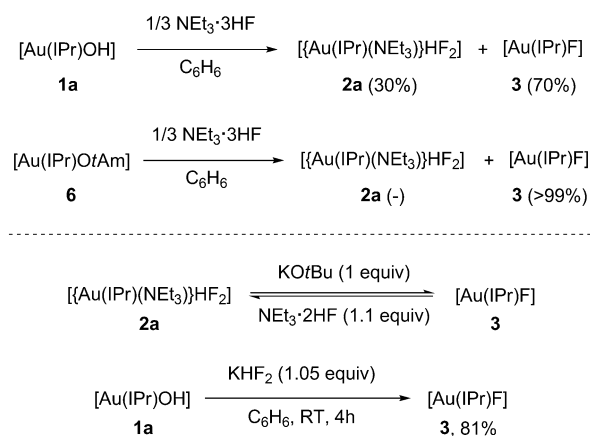 1/3 NEt3·3HF
[Au(IPr)OH] [{Au(IPr)(NEt3)}HF2] + [Au(IPr)F]
C6H6
1a 2a (30%) 3 (70%)
1/3 NEt3·3HF
[Au(IPr)OtAm] [{Au(IPr)(NEt3)}HF2] + [Au(IPr)F]
C6H6
6 2a (-) 3 (>99%)
KOtBu (1 equiv)
[{Au(IPr)(NEt3)}HF2] [Au(IPr)F]
NEt3·2HF (1.1 equiv)
2a 3
KHF2 (1.05 equiv)
[Au(IPr)OH] [Au(IPr)F]
C6H6, RT, 4h
1a 3, 81%